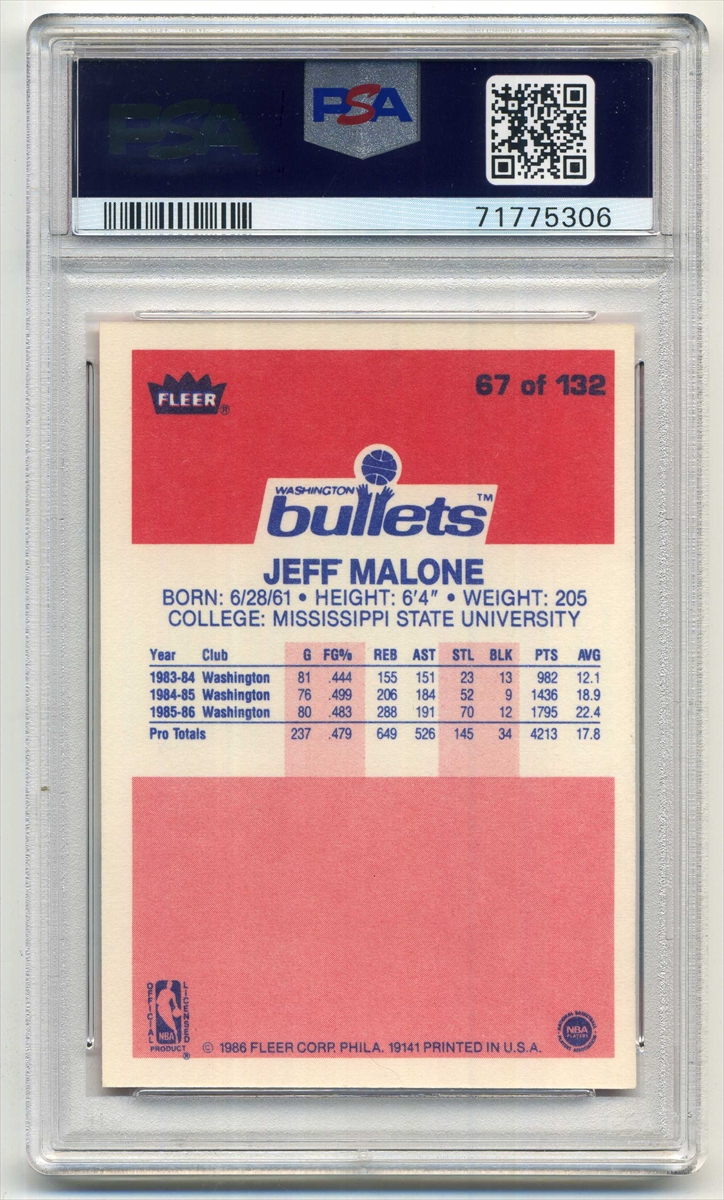 PSA PSA
71775306
FLEER® 67 of 132
WASHINGTON
bullets™
JEFF MALONE
BORN: 6/28/61 • HEIGHT: 6'4" • WEIGHT: 205
COLLEGE: MISSISSIPPI STATE UNIVERSITY
Year Club G FG% REB AST STL BLK PTS AVG
1983-84 Washington 81 .444 155 151 23 13 982 12.1
1984-85 Washington 76 .499 206 184 52 9 1436 18.9
1985-86 Washington 80 .483 288 191 70 12 1795 22.4
Pro Totals 237 .479 649 526 145 34 4213 17.8
OFFICIAL LICENSED
NBA
PRODUCT ®
© 1986 FLEER CORP. PHILA. 19141 PRINTED IN U.S.A.
NBA
PLAYERS